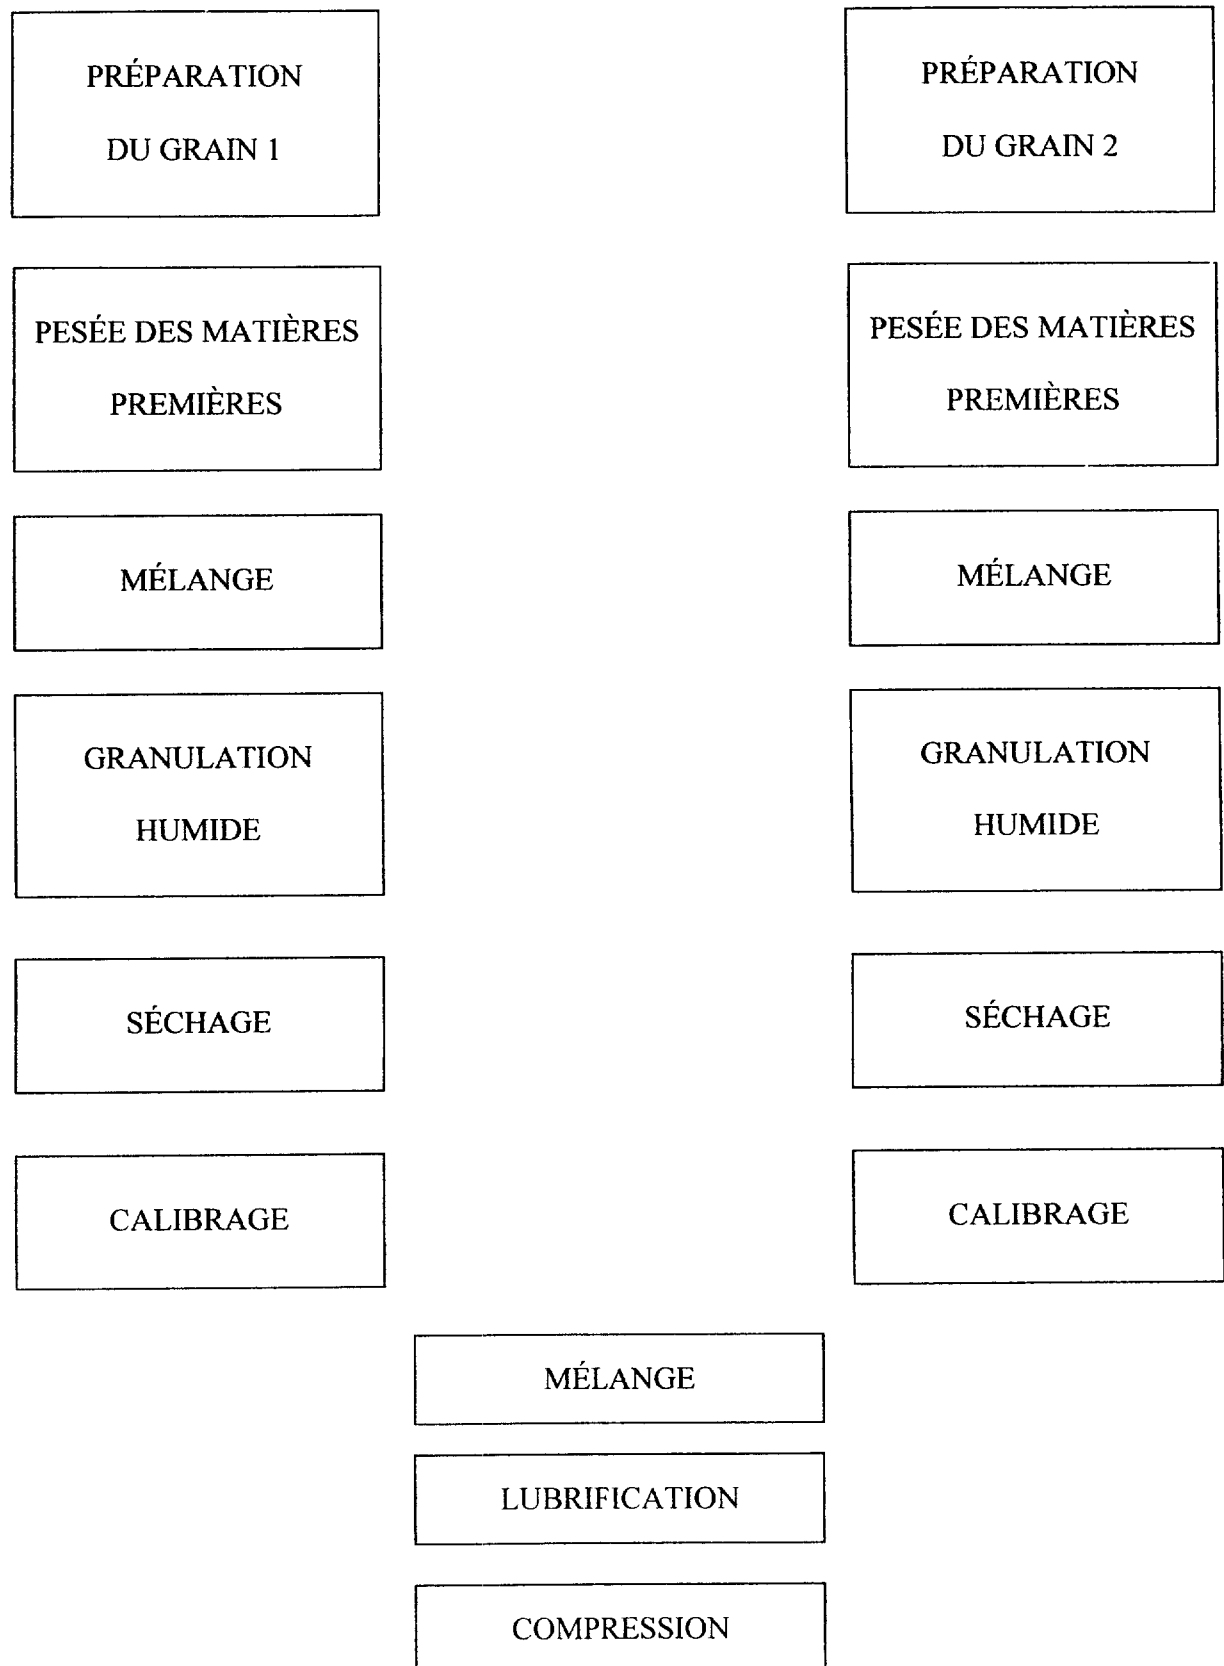 PRÉPARATION
DU GRAIN 1
PRÉPARATION
DU GRAIN 2
PESÉE DES MATIÈRES
PREMIÈRES
PESÉE DES MATIÈRES
PREMIÈRES
MÉLANGE
MÉLANGE
GRANULATION
HUMIDE
GRANULATION
HUMIDE
SÉCHAGE
SÉCHAGE
CALIBRAGE
CALIBRAGE
MÉLANGE
LUBRIFICATION
COMPRESSION